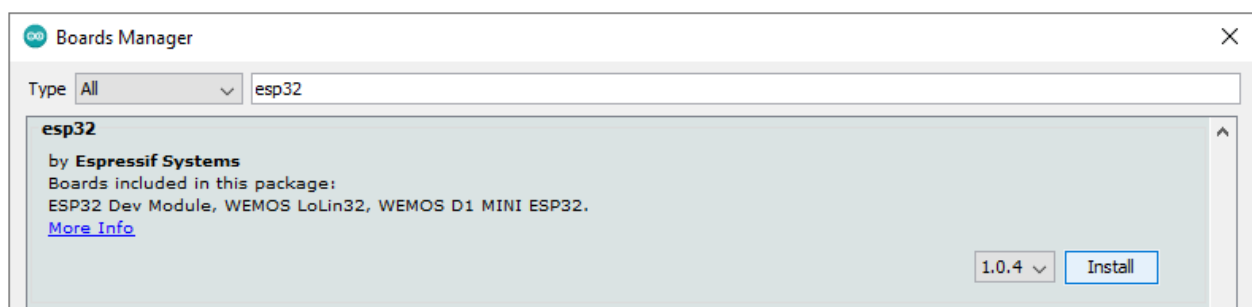 Boards Manager
Type All esp32
esp32
by Espressif Systems
Boards included in this package:
ESP32 Dev Module, WEMOS LoLin32, WEMOS D1 MINI ESP32.
More Info
1.0.4 Install